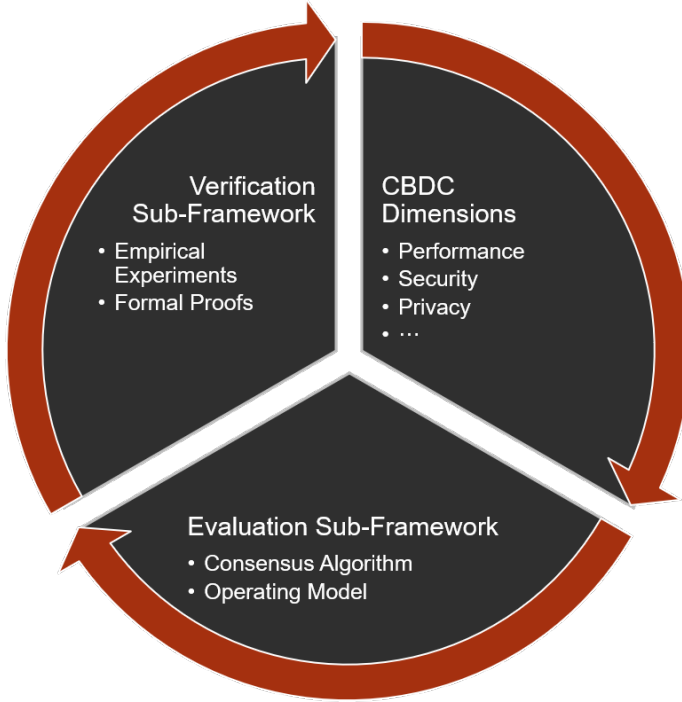 Verification
Sub-Framework
• Empirical
Experiments
• Formal Proofs
CBDC
Dimensions
• Performance
• Security
• Privacy
• ...
Evaluation Sub-Framework
• Consensus Algorithm
• Operating Model